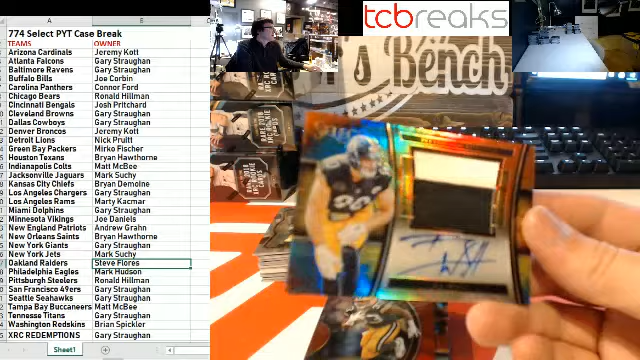 774 Select PYT Case Break
TEAMS OWNER
Arizona Cardinals Jeremy Kott
Atlanta Falcons Gary Straughan
Baltimore Ravens Gary Straughan
Buffalo Bills Joe Corbin
Carolina Panthers Connor Ford
Chicago Bears Ronald Hillman
Cincinnati Bengals Josh Pritchard
Cleveland Browns Gary Straughan
Dallas Cowboys Gary Straughan
Denver Broncos Jeremy Kott
Detroit Lions Nick Pruitt
Green Bay Packers Mirko Fischer
Houston Texans Bryan Hawthorne
Indianapolis Colts Matt McBee
Jacksonville Jaguars Mark Suchy
Kansas City Chiefs Bryan Demoine
Los Angeles Chargers Gary Straughan
Los Angeles Rams Marty Kacmar
Miami Dolphins Gary Straughan
Minnesota Vikings Joe Daniels
New England Patriots Andrew Grahn
New Orleans Saints Bryan Hawthorne
New York Giants Gary Straughan
New York Jets Mark Suchy
Oakland Raiders Steve Flores
Philadelphia Eagles Mark Hudson
Pittsburgh Steelers Ronald Hillman
San Francisco 49ers Gary Straughan
Seattle Seahawks Gary Straughan
Tampa Bay Buccaneers Matt McBee
Tennesse Titans Gary Straughan
Washington Redskins Brian Spickler
XRC REDEMPTIONS Gary Straughan
Sheet1
tcbreaks
Bench